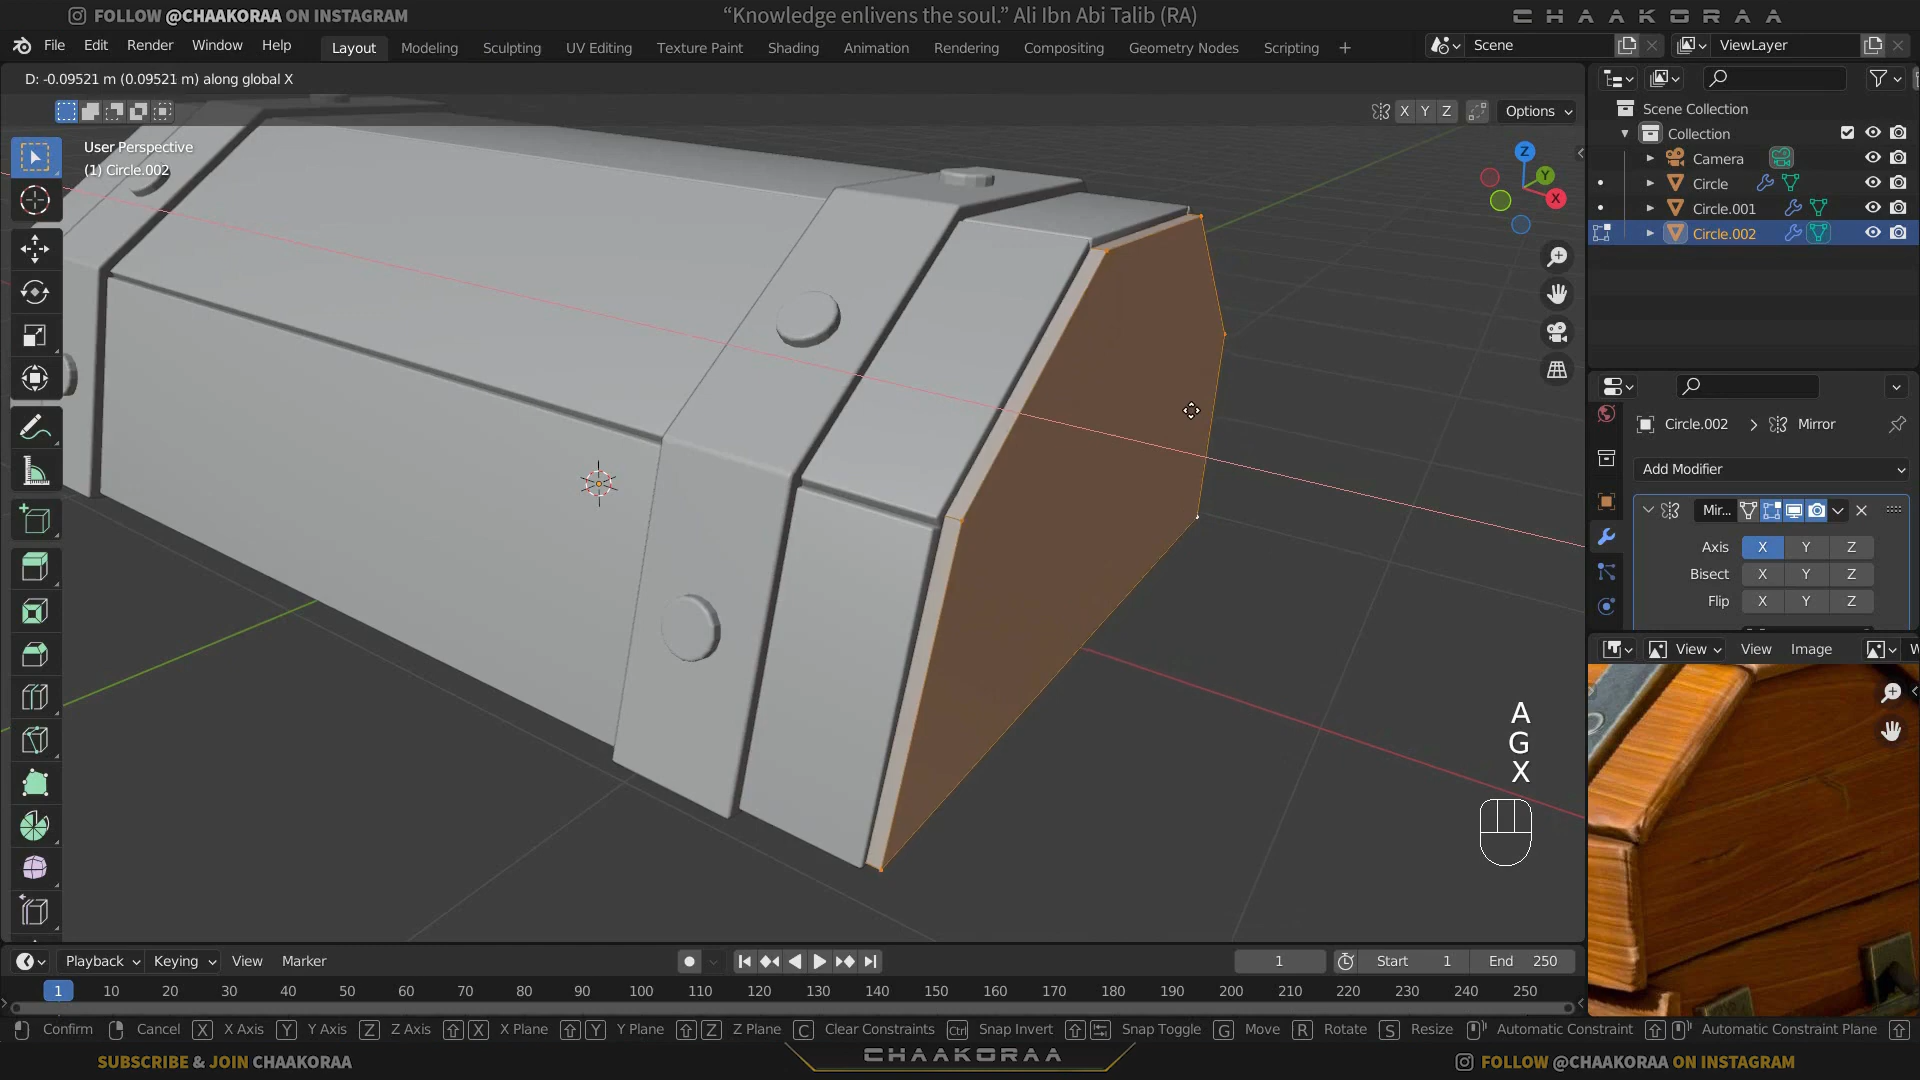 FOLLOW @CHAAKORAA ON INSTAGRAM
“Knowledge enlivens the soul.” Ali Ibn Abi Talib (RA)
CHAAKORAA
File Edit Render Window Help
Layout Modeling Sculpting UV Editing Texture Paint Shading Animation Rendering Compositing Geometry Nodes Scripting +
Scene
ViewLayer
D: -0.09521 m (0.09521 m) along global X
X Y Z
Options
User Perspective
(1) Circle.002
Z
Y
X
Scene Collection
Collection
Camera
Circle
Circle.001
Circle.002
Circle.002 > Mirror
Add Modifier
Mir...
Axis X Y Z
Bisect X Y Z
Flip X Y Z
View View Image
A
G
X
Playback Keying View Marker
1
Start 1
End 250
1 10 20 30 40 50 60 70 80 90 100 110 120 130 140 150 160 170 180 190 200 210 220 230 240 250
Confirm Cancel X X Axis Y Y Axis Z Z Axis X X Plane Y Y Plane Z Z Plane C Clear Constraints Ctrl Snap Invert Snap Toggle G Move R Rotate S Resize Automatic Constraint Automatic Constraint Plane
SUBSCRIBE & JOIN CHAAKORAA
CHAAKORAA
FOLLOW @CHAAKORAA ON INSTAGRAM